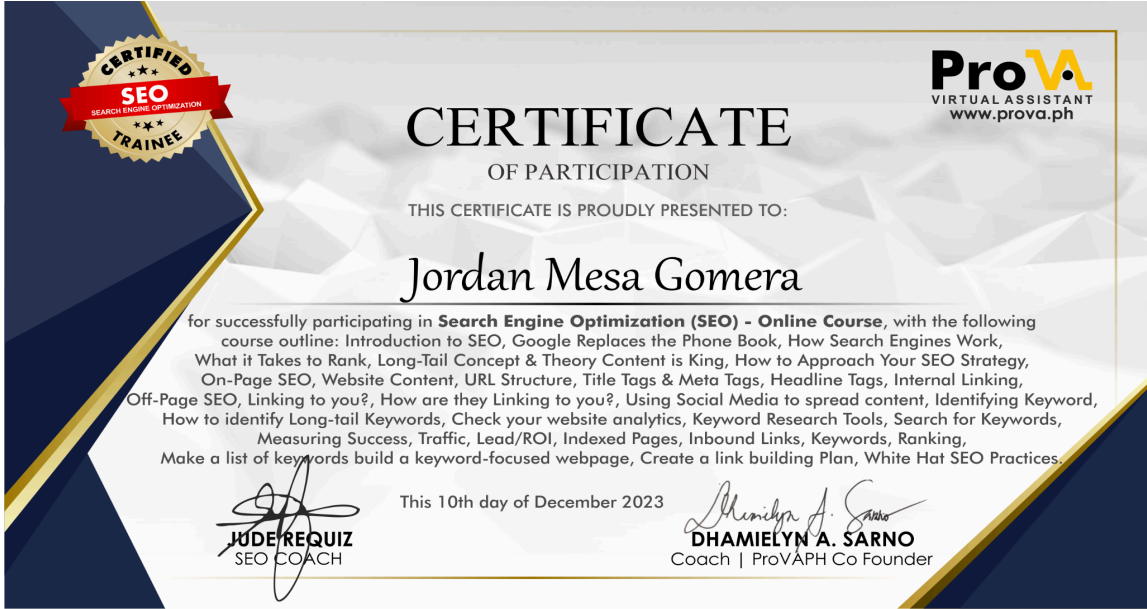 CERTIFIED
SEO
SEARCH ENGINE OPTIMIZATION
TRAINEE
ProVA
VIRTUAL ASSISTANT
www.prova.ph
CERTIFICATE
OF PARTICIPATION
THIS CERTIFICATE IS PROUDLY PRESENTED TO:
Jordan Mesa Gomera
for successfully participating in Search Engine Optimization (SEO) - Online Course, with the following
course outline: Introduction to SEO, Google Replaces the Phone Book, How Search Engines Work,
What it Takes to Rank, Long-Tail Concept & Theory Content is King, How to Approach Your SEO Strategy,
On-Page SEO, Website Content, URL Structure, Title Tags & Meta Tags, Headline Tags, Internal Linking,
Off-Page SEO, Linking to you?, How are they Linking to you?, Using Social Media to spread content, Identifying Keyword,
How to identify Long-tail Keywords, Check your website analytics, Keyword Research Tools, Search for Keywords,
Measuring Success, Traffic, Lead/ROI, Indexed Pages, Inbound Links, Keywords, Ranking,
Make a list of keywords build a keyword-focused webpage, Create a link building Plan, White Hat SEO Practices.
This 10th day of December 2023
JUDE REQUIZ
SEO COACH
Dhamielyn A. Sarno
DHAMIELYN A. SARNO
Coach | ProVAPH Co Founder